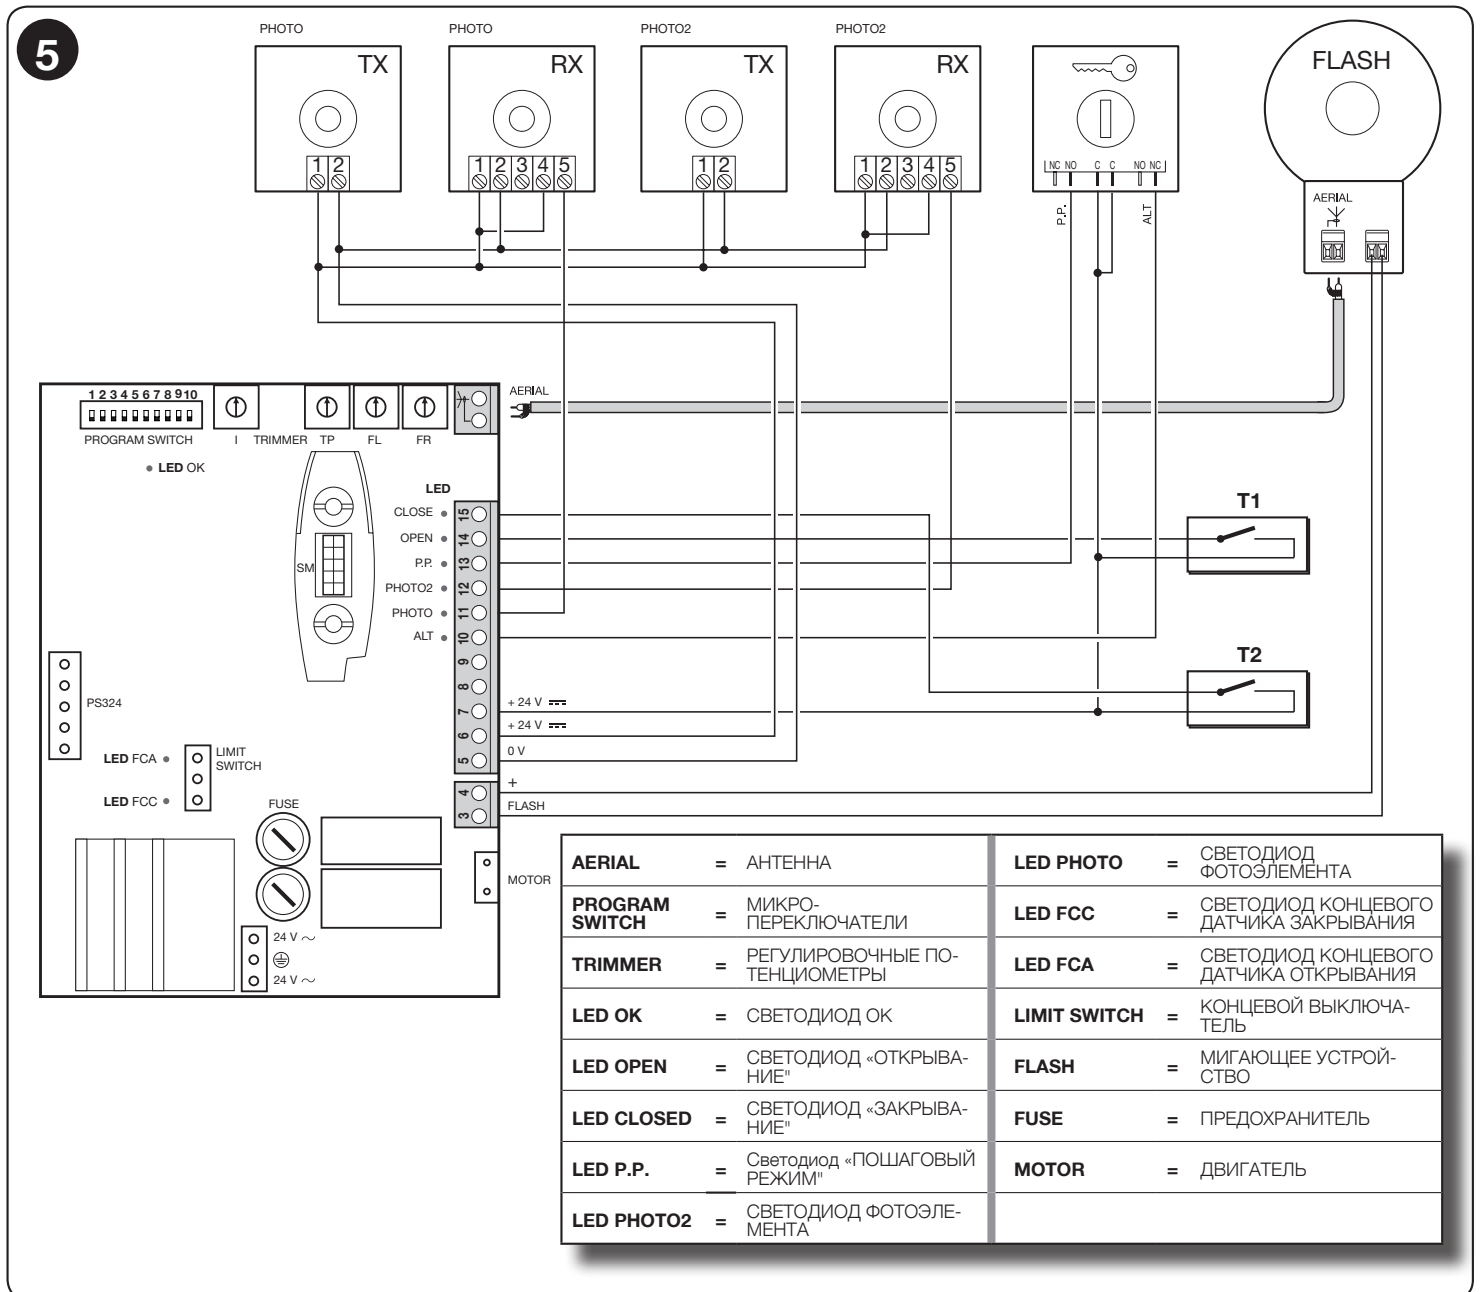 5
PHOTO
PHOTO
PHOTO2
PHOTO2
TX
RX
TX
RX
FLASH
1 2
1 2 3 4 5
1 2
1 2 3 4 5
NC NO C C NO NC
P.P.
ALT
AERIAL
1 2 3 4 5 6 7 8 9 10
PROGRAM SWITCH
I
TRIMMER
TP
FL
FR
AERIAL
LED OK
LED
CLOSE
15
OPEN
14
P.P.
13
PHOTO2
12
PHOTO
11
ALT
10
9
8
7
+ 24 V
6
+ 24 V
5
0 V
4
+
3
FLASH
SM
T1
T2
PS324
LED FCA
LIMIT
SWITCH
LED FCC
FUSE
MOTOR
24 V ~
24 V ~
AERIAL = АНТЕННА
PROGRAM
SWITCH = МИКРО-
ПЕРЕКЛЮЧАТЕЛИ
TRIMMER = РЕГУЛИРОВОЧНЫЕ ПО-
ТЕНЦИОМЕТРЫ
LED OK = СВЕТОДИОД ОК
LED OPEN = СВЕТОДИОД «ОТКРЫВА-
НИЕ"
LED CLOSED = СВЕТОДИОД «ЗАКРЫВА-
НИЕ"
LED P.P. = Светодиод «ПОШАГОВЫЙ
РЕЖИМ"
LED PHOTO2 = СВЕТОДИОД ФОТОЭЛЕ-
МЕНТА
LED PHOTO = СВЕТОДИОД
ФОТОЭЛЕМЕНТА
LED FCC = СВЕТОДИОД КОНЦЕВОГО
ДАТЧИКА ЗАКРЫВАНИЯ
LED FCA = СВЕТОДИОД КОНЦЕВОГО
ДАТЧИКА ОТКРЫВАНИЯ
LIMIT SWITCH = КОНЦЕВОЙ ВЫКЛЮЧА-
ТЕЛЬ
FLASH = МИГАЮЩЕЕ УСТРОЙ-
СТВО
FUSE = ПРЕДОХРАНИТЕЛЬ
MOTOR = ДВИГАТЕЛЬ